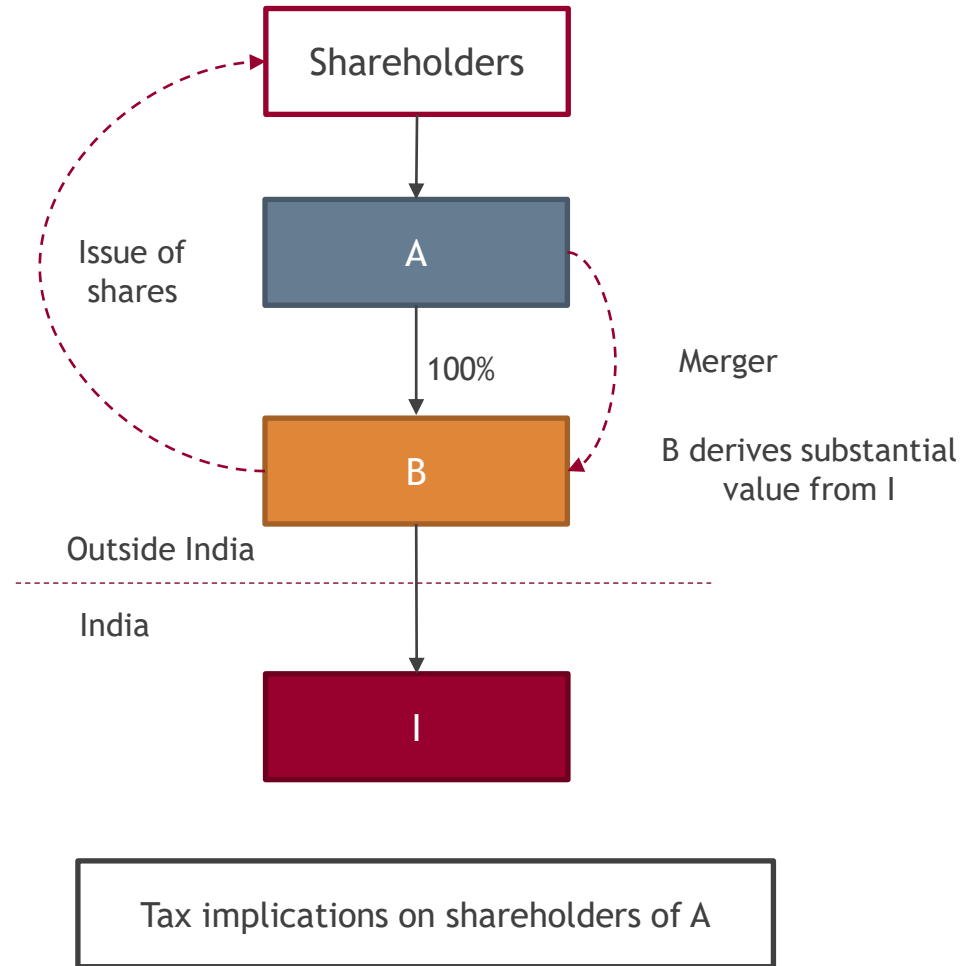 Shareholders
A
Issue of
shares
100%
Merger
B
B derives substantial
value from I
Outside India
India
I
Tax implications on shareholders of A